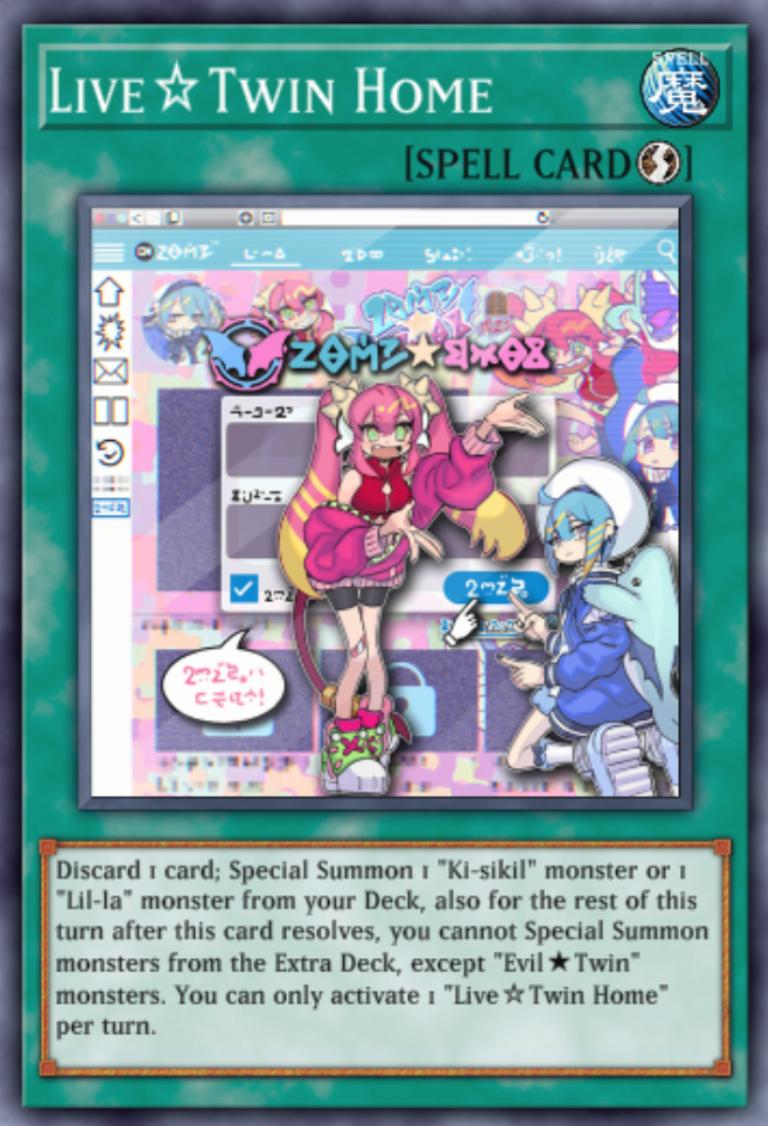 Live☆Twin Home
SPELL
魔
[SPELL CARD]
Discard 1 card; Special Summon 1 "Ki-sikil" monster or 1
"Lil-la" monster from your Deck, also for the rest of this
turn after this card resolves, you cannot Special Summon
monsters from the Extra Deck, except "Evil★Twin"
monsters. You can only activate 1 "Live☆Twin Home"
per turn.